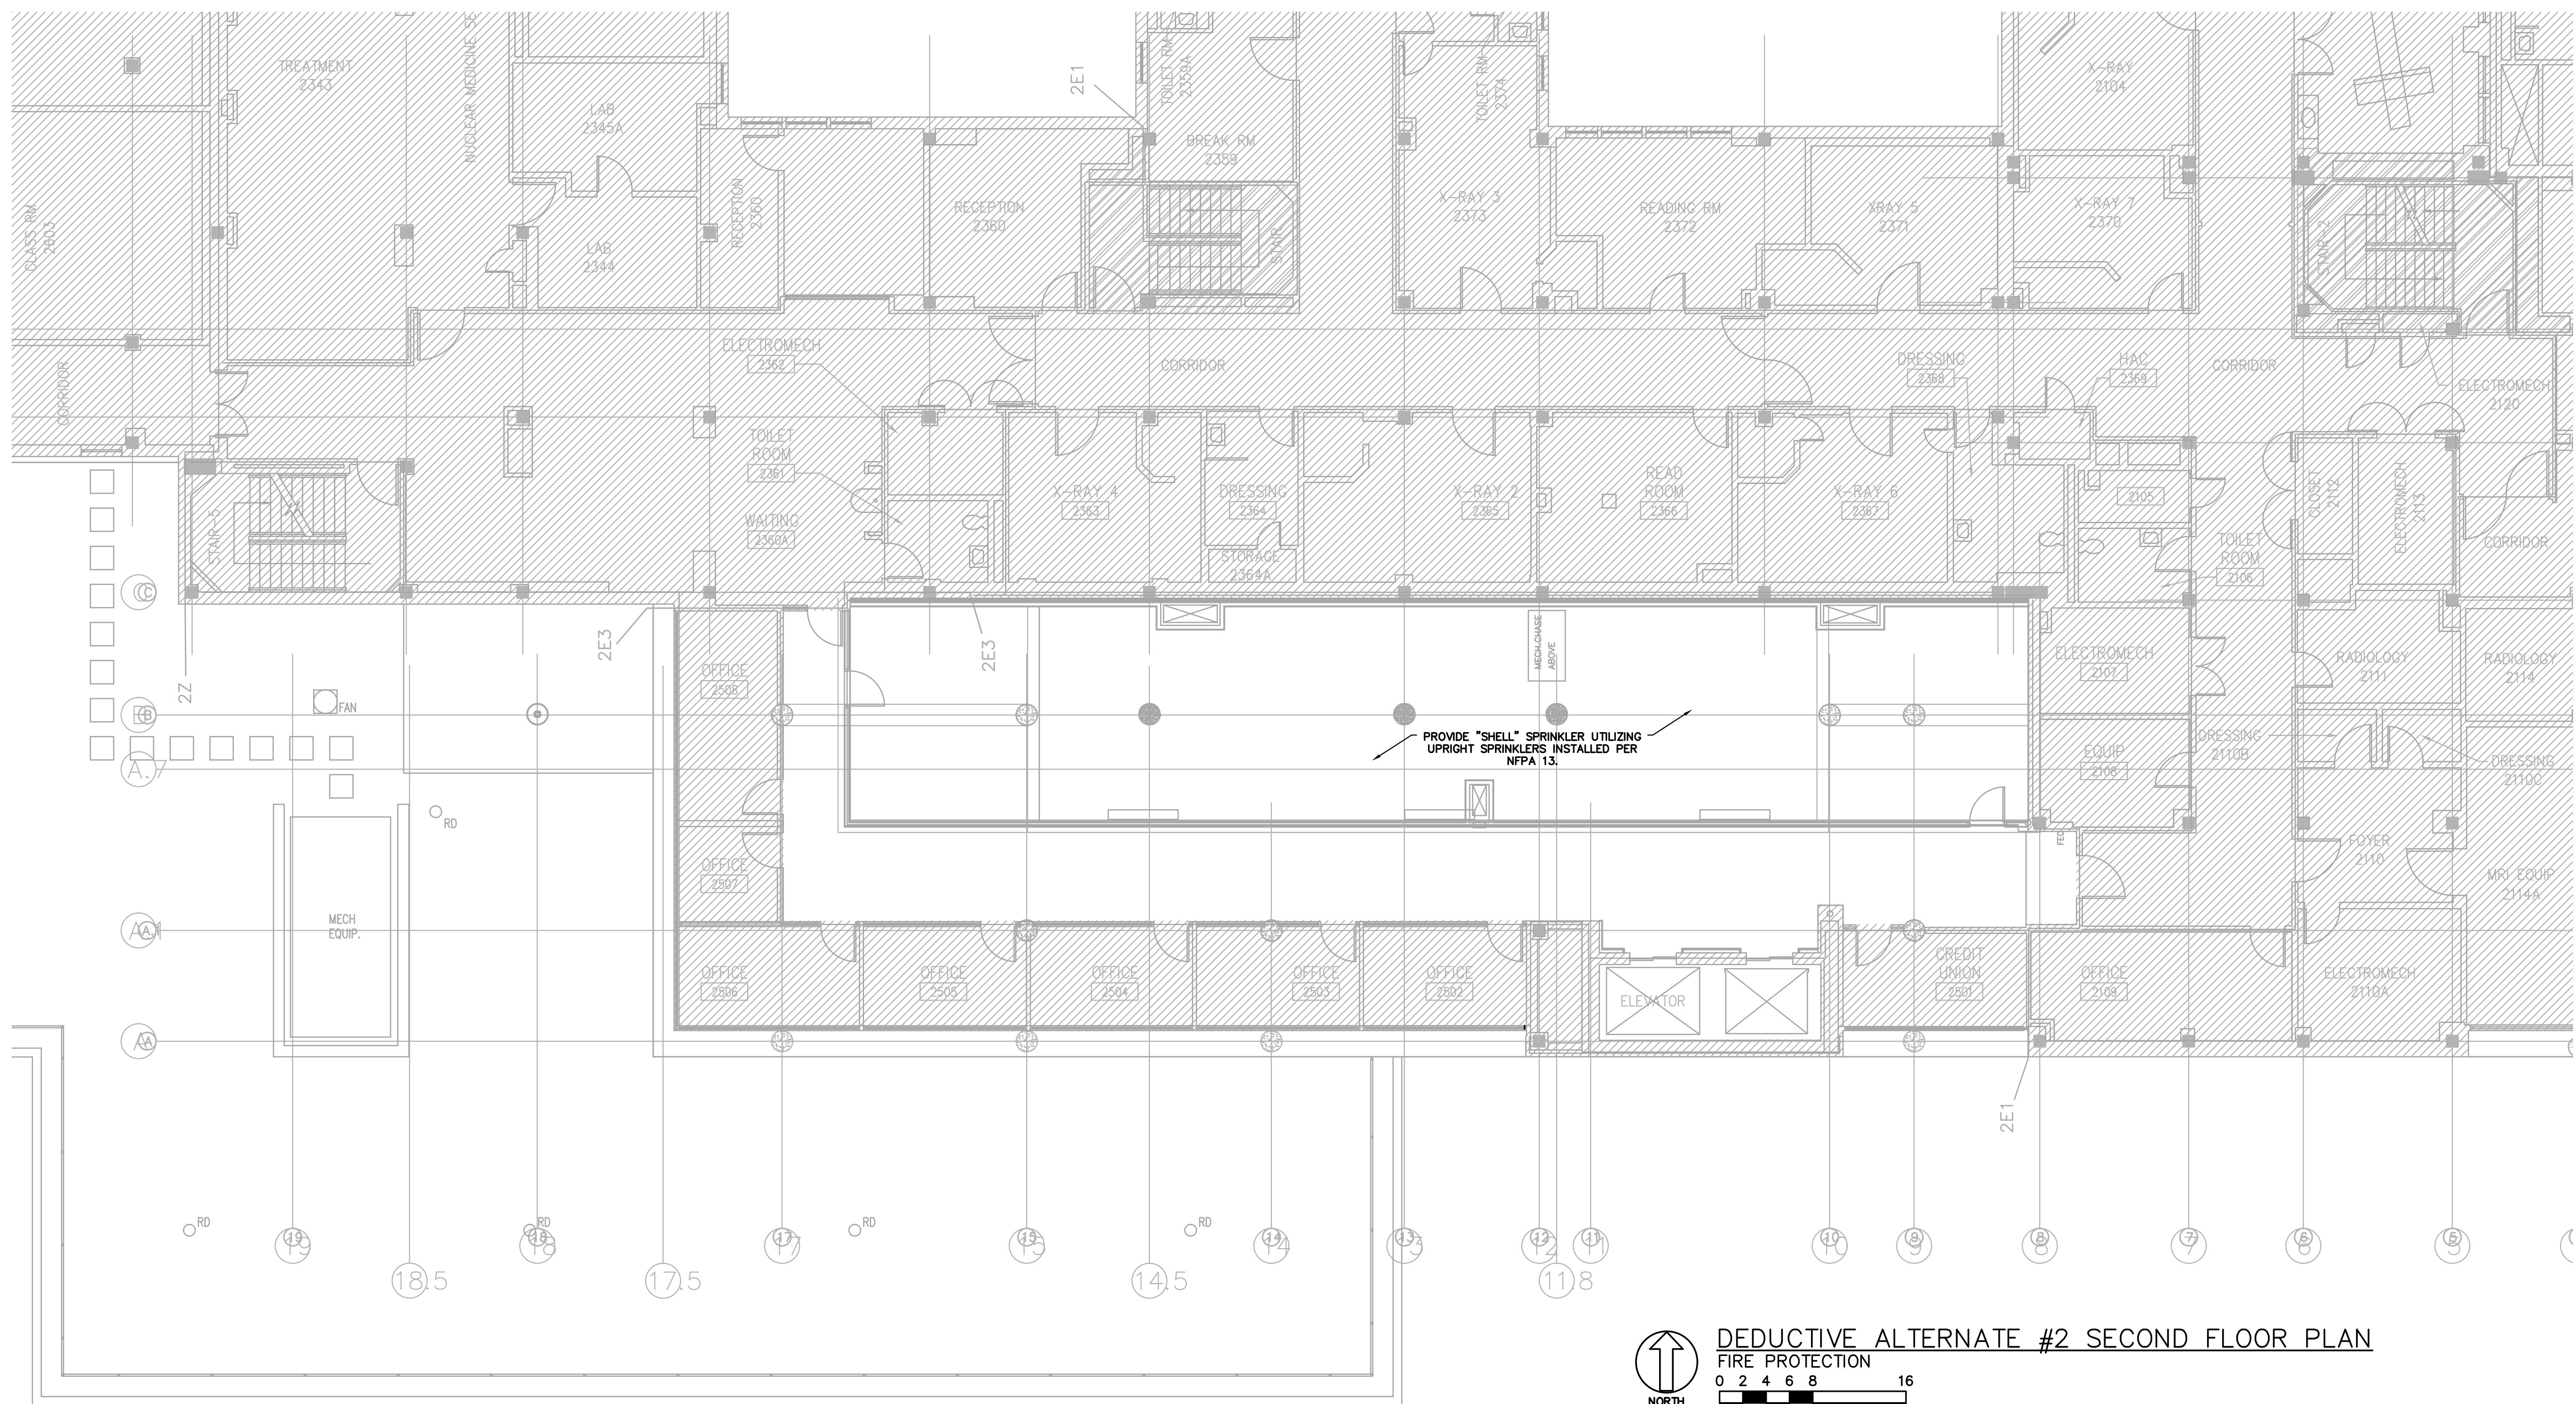 TREATMENT
2343
NUCLEAR MEDICINE SE
LAB
2345A
2E1
TOILET RM
2359A
BREAK RM
2359
TOILET RM
2374
X-RAY
2104
CLASS RM
2603
LAB
2344
RECEPTION
2360
RECEPTION
2360
STAIR
X-RAY 3
2373
READING RM
2372
XRAY 5
2371
X-RAY 7
2370
STAIR-2
CORRIDOR
ELECTROMECH
2362
CORRIDOR
DRESSING
2368
HAC
2369
CORRIDOR
ELECTROMECH
2120
TOILET
ROOM
2361
WAITING
2360A
X-RAY 4
2363
DRESSING
2364
STORAGE
2364A
X-RAY 2
2365
READ
ROOM
2366
X-RAY 6
2367
2105
TOILET
ROOM
2106
CLOSET
2112
ELECTROMECH
2113
CORRIDOR
STAIR-5
C
2Z
2E3
2E3
MECH.CHASE
ABOVE
OFFICE
2508
ELECTROMECH
2107
RADIOLOGY
2111
RADIOLOGY
2114
FAN
B
PROVIDE "SHELL" SPRINKLER UTILIZING
UPRIGHT SPRINKLERS INSTALLED PER
NFPA 13.
A.7
EQUIP
2108
DRESSING
2110B
DRESSING
2110C
RD
OFFICE
2507
FEC
FOYER
2110
MRI EQUIP
2114A
MECH
EQUIP.
A.1
OFFICE
2506
OFFICE
2505
OFFICE
2504
OFFICE
2503
OFFICE
2502
ELEVATOR
CREDIT
UNION
2501
OFFICE
2109
ELECTROMECH
2110A
A
2E1
RD
RD
RD
RD
19
18
17
15
14
13
12
11
10
9
8
7
6
5
18.5
17.5
14.5
11.8
DEDUCTIVE ALTERNATE #2 SECOND FLOOR PLAN
FIRE PROTECTION
0 2 4 6 8 16
NORTH